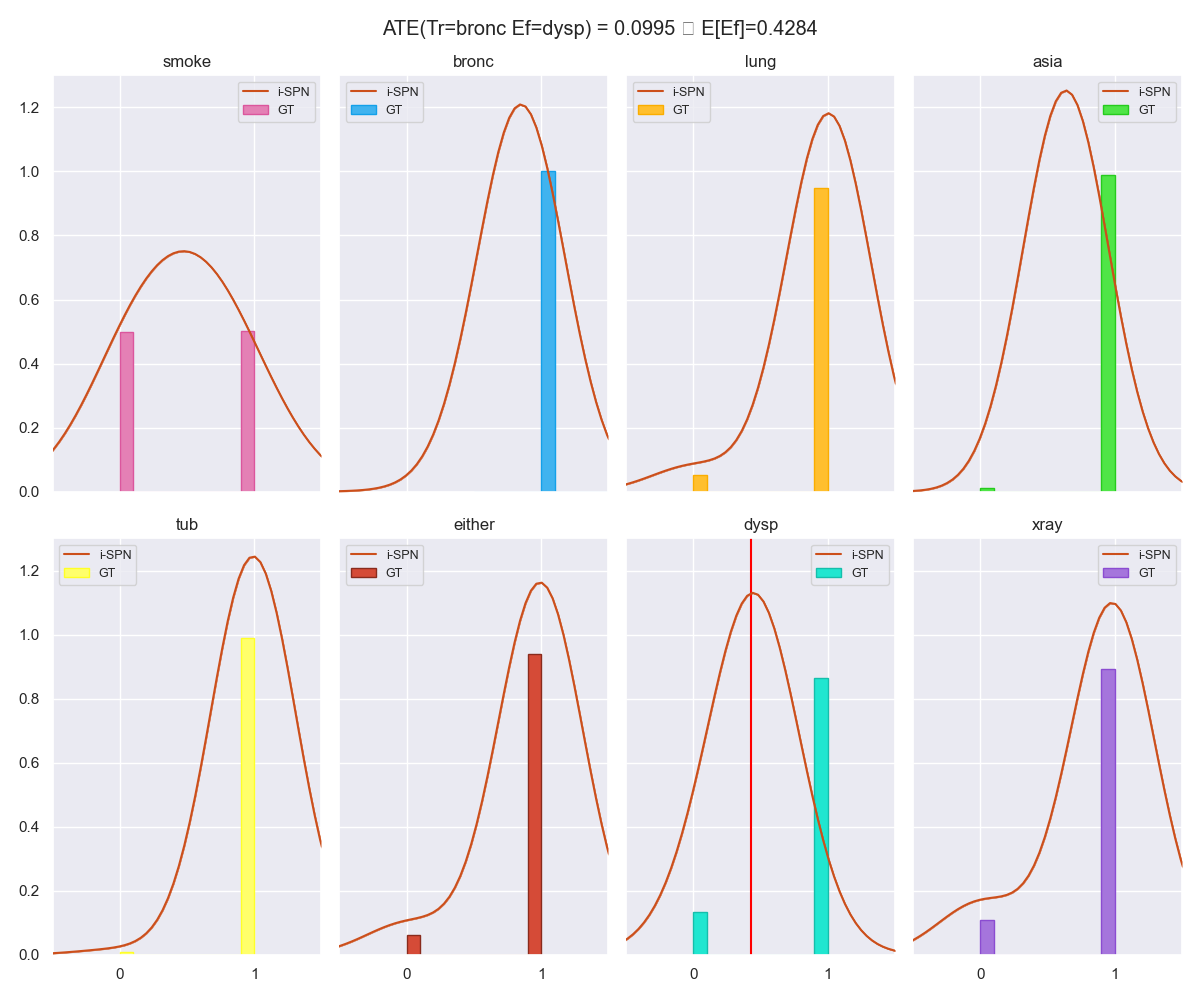 ATE(Tr=bronc Ef=dysp) = 0.0995 □ E[Ef]=0.4284
smoke
bronc
lung
asia
i-SPN
GT
i-SPN
GT
i-SPN
GT
i-SPN
GT
1.2
1.0
0.8
0.6
0.4
0.2
0.0
tub
either
dysp
xray
i-SPN
GT
i-SPN
GT
i-SPN
GT
i-SPN
GT
1.2
1.0
0.8
0.6
0.4
0.2
0.0
0 1
0 1
0 1
0 1